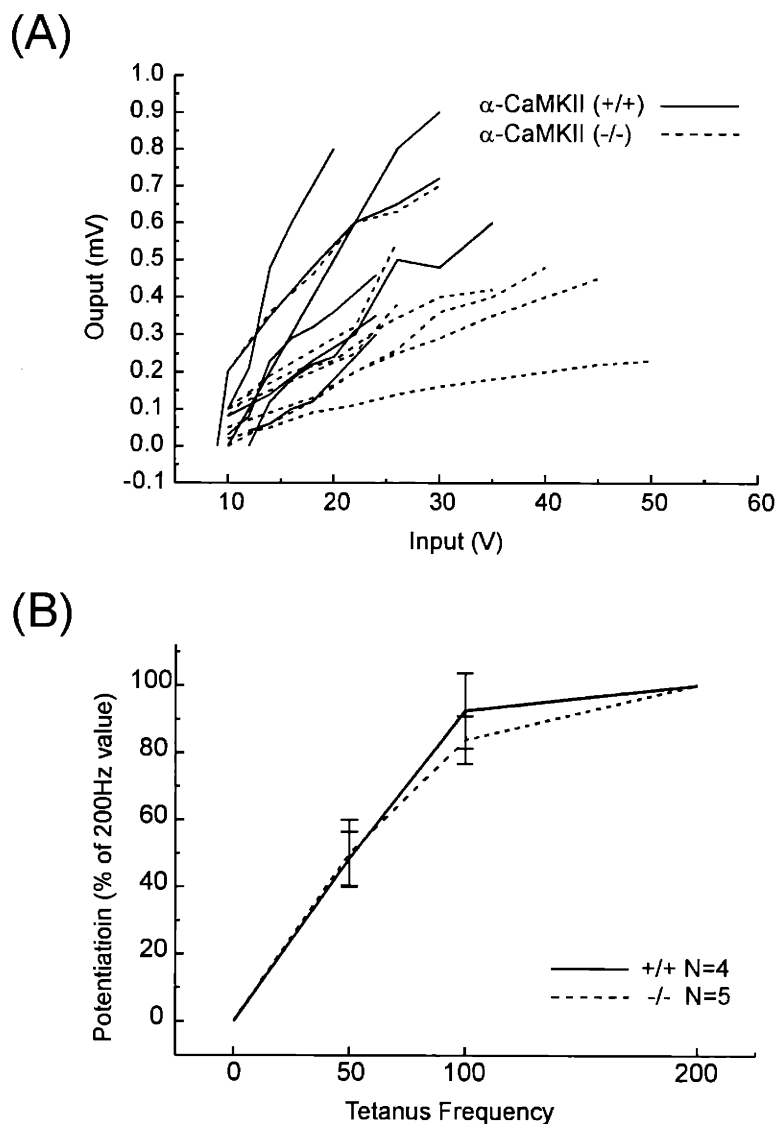 (A)
1.0
0.9
0.8
0.7
0.6
0.5
0.4
0.3
0.2
0.1
0.0
-0.1
Ouput (mV)
α-CaMKII (+/+)
α-CaMKII (-/-)
10 20 30 40 50 60
Input (V)
(B)
100
80
60
40
20
0
Potentiatioin (% of 200Hz value)
+/+ N=4
-/- N=5
0 50 100 200
Tetanus Frequency